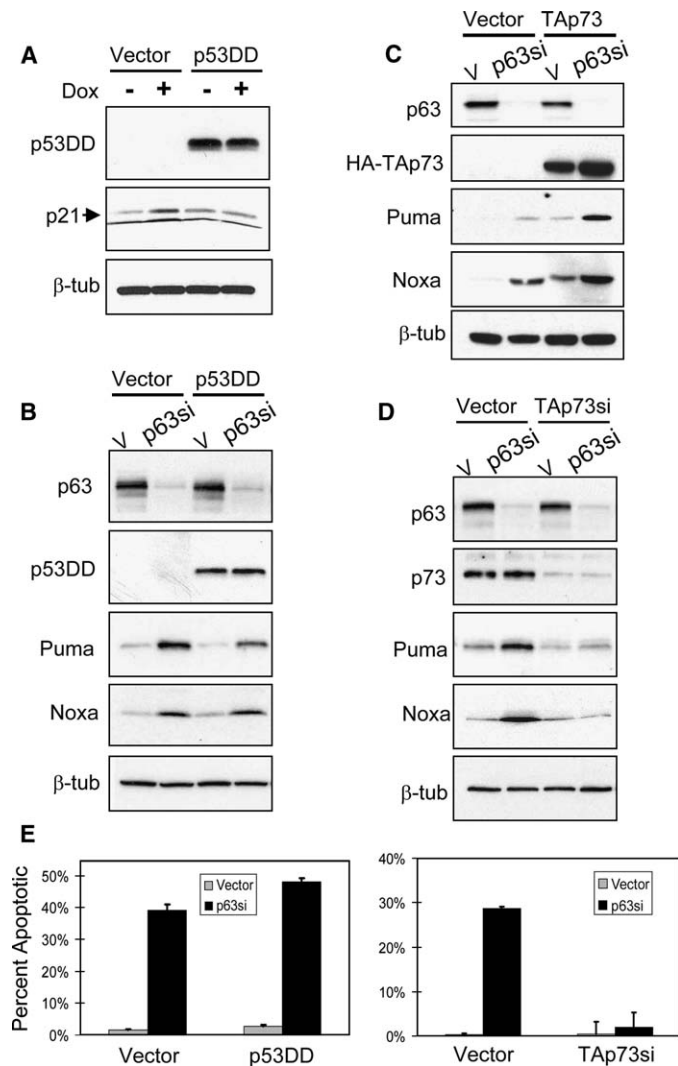 A
Vector p53DD
Dox - + - +
p53DD
p21
β-tub
B
Vector p53DD
V p63si V p63si
p63
p53DD
Puma
Noxa
β-tub
C
Vector TAp73
V p63si V p63si
p63
HA-TAp73
Puma
Noxa
β-tub
D
Vector TAp73si
V p63si V p63si
p63
p73
Puma
Noxa
β-tub
E
Percent Apoptotic
50%
40%
30%
20%
10%
0%
Vector
p63si
Vector p53DD
40%
30%
20%
10%
0%
Vector
p63si
Vector TAp73si